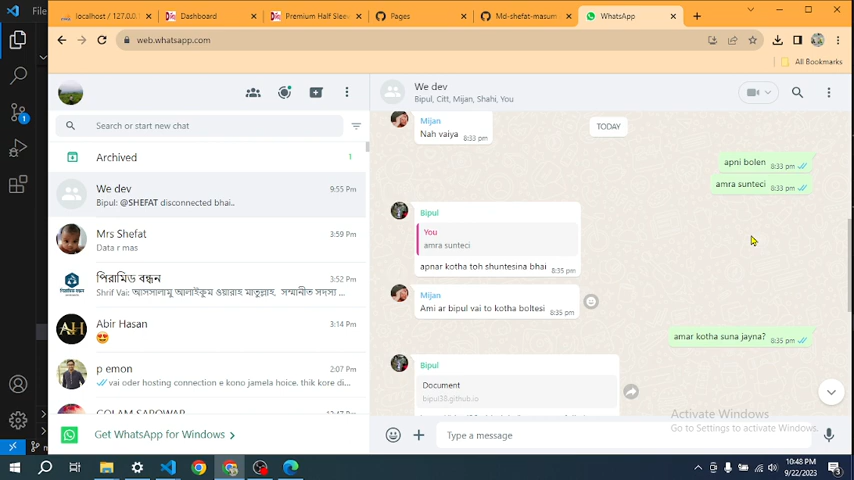 File
localhost / 127.0.0.1
Dashboard
Premium Half Slee
Pages
Md-shefat-masum
WhatsApp
web.whatsapp.com
All Bookmarks
We dev
Bipul, Citt, Mijan, Shahi, You
Search or start new chat
Archived
1
We dev
9:55 Pm
Bipul: @SHEFAT disconnected bhai..
Mrs Shefat
3:59 Pm
Data r mas
পিরামিড বন্ধন
3:52 Pm
Shrif Vai: আসসালামু আলাইকুম ওয়ারাহ মাতুল্লাহ. সম্মানীত সদস্য ...
Abir Hasan
3:14 Pm
p emon
2:07 Pm
vai oder hosting connection e kono jamela hoice. thik kore di...
GOLAM SAROWAR
Get WhatsApp for Windows
Mijan
Nah vaiya
8:33 pm
TODAY
apni bolen
8:33 pm
amra sunteci
8:33 pm
Bipul
You
amra sunteci
apnar kotha toh shuntesina bhai
8:35 pm
Mijan
Ami ar bipul vai to kotha boltesi
8:35 pm
amar kotha suna jayna?
8:35 pm
Bipul
Document
bipul38.github.io
Activate Windows
Go to Settings to activate Windows.
Type a message
10:48 PM
9/22/2023
3